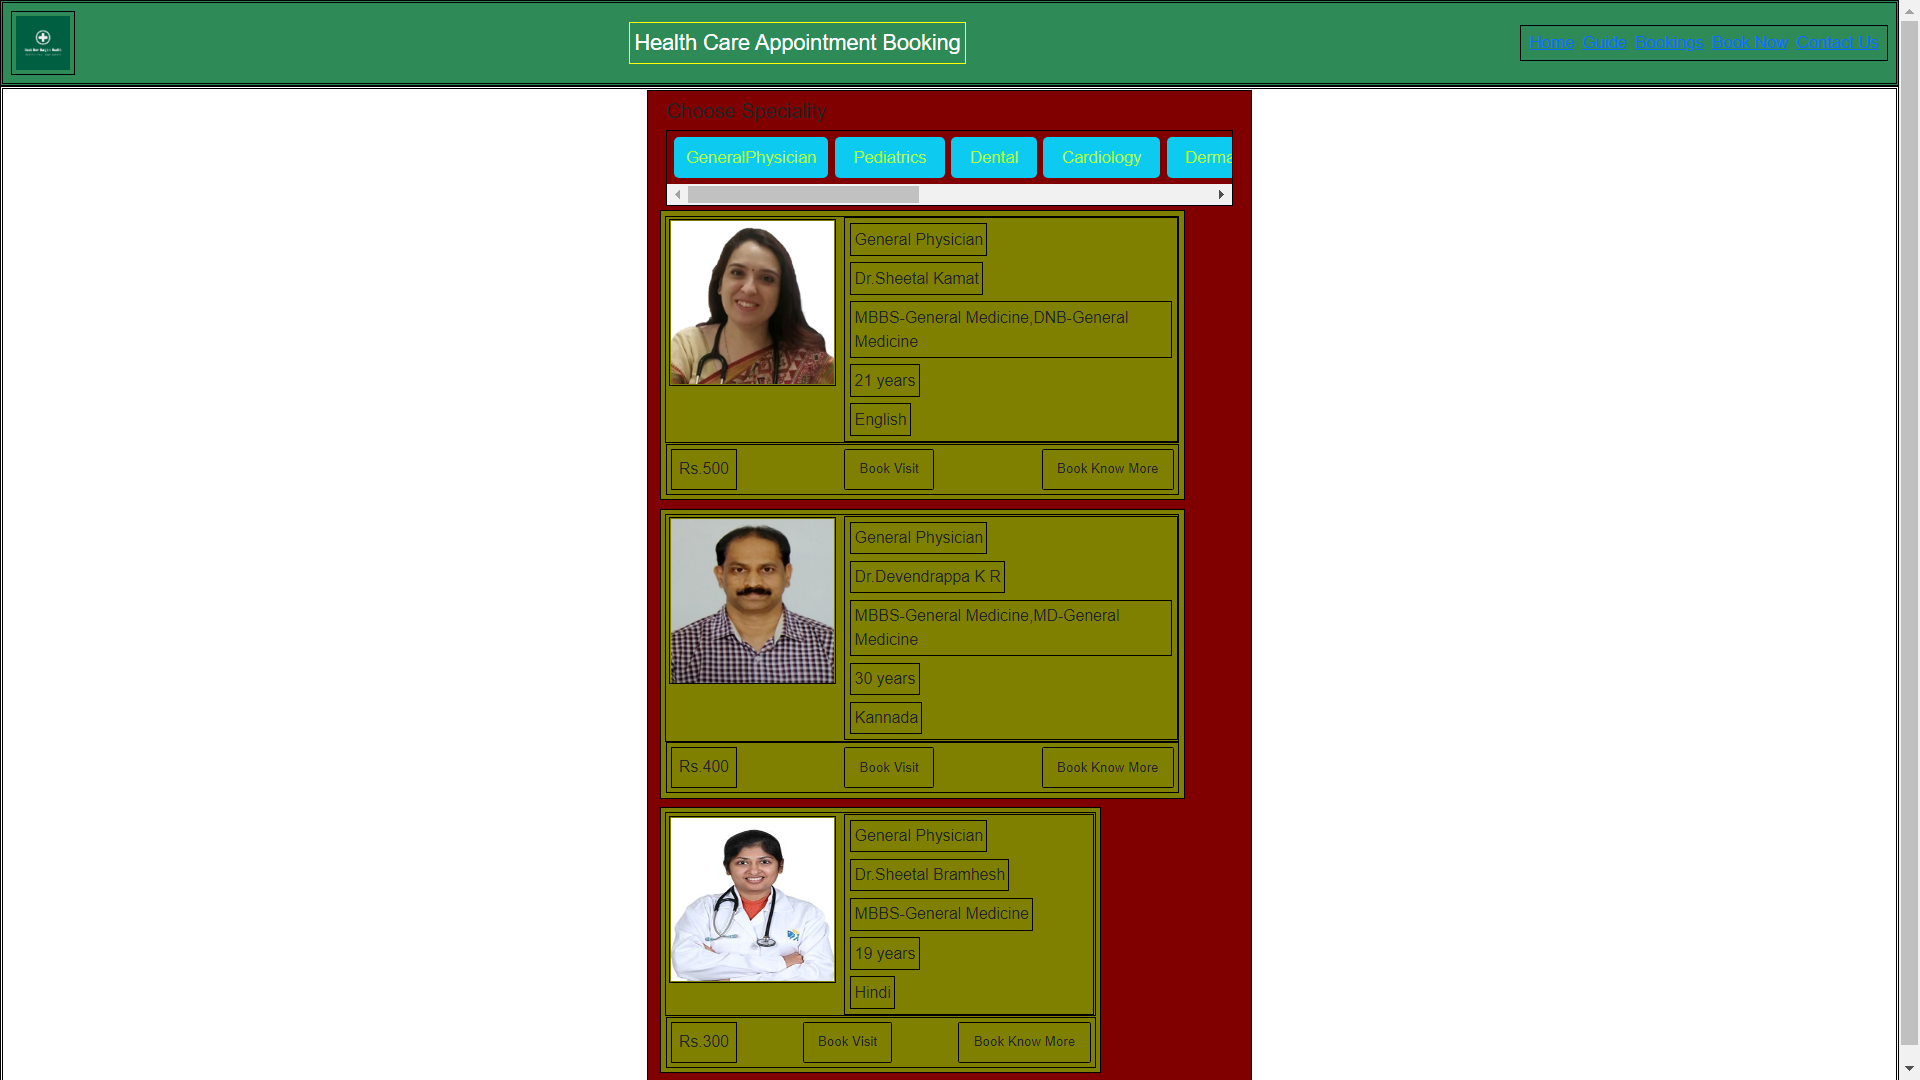 Health Care Appointment Booking
Home Guide Bookings Book Now Contact Us
Choose Speciality
GeneralPhysician Pediatrics Dental Cardiology Derma
General Physician
Dr.Sheetal Kamat
MBBS-General Medicine,DNB-General
Medicine
21 years
English
Rs.500 Book Visit Book Know More
General Physician
Dr.Devendrappa K R
MBBS-General Medicine,MD-General
Medicine
30 years
Kannada
Rs.400 Book Visit Book Know More
General Physician
Dr.Sheetal Bramhesh
MBBS-General Medicine
19 years
Hindi
Rs.300 Book Visit Book Know More